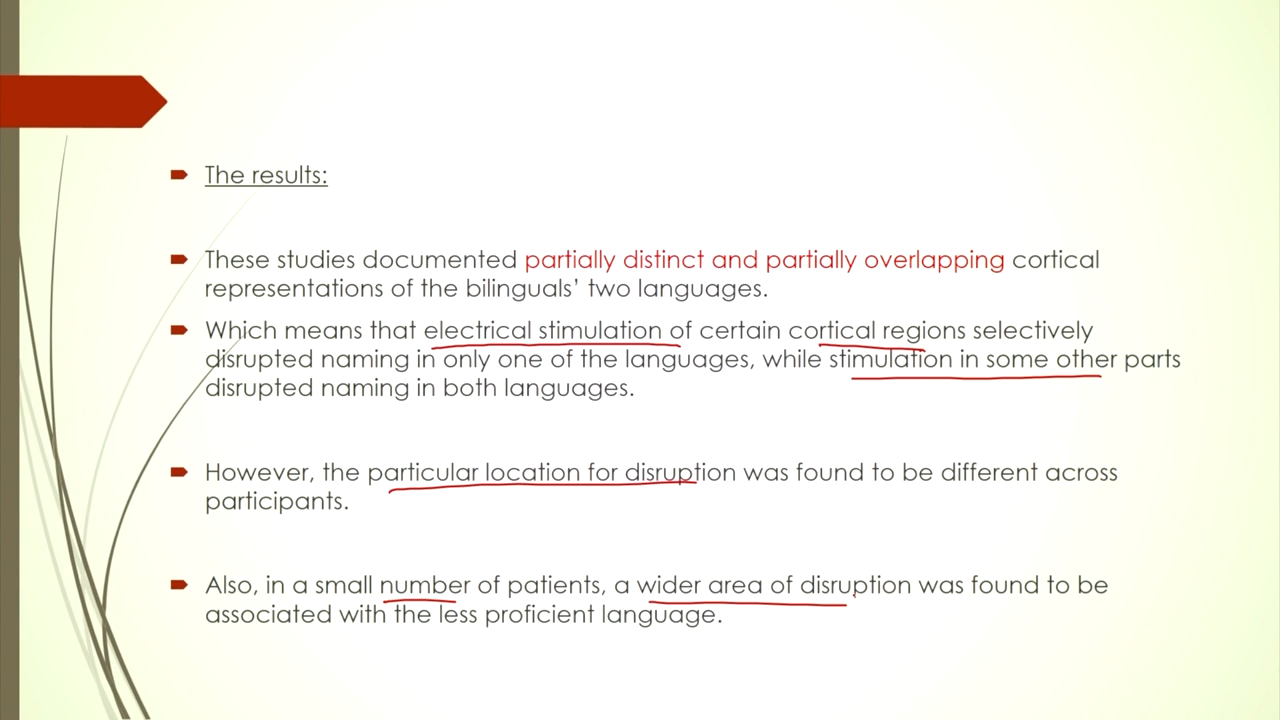 The results:
These studies documented partially distinct and partially overlapping cortical
representations of the bilinguals’ two languages.
Which means that electrical stimulation of certain cortical regions selectively
disrupted naming in only one of the languages, while stimulation in some other parts
disrupted naming in both languages.
However, the particular location for disruption was found to be different across
participants.
Also, in a small number of patients, a wider area of disruption was found to be
associated with the less proficient language.